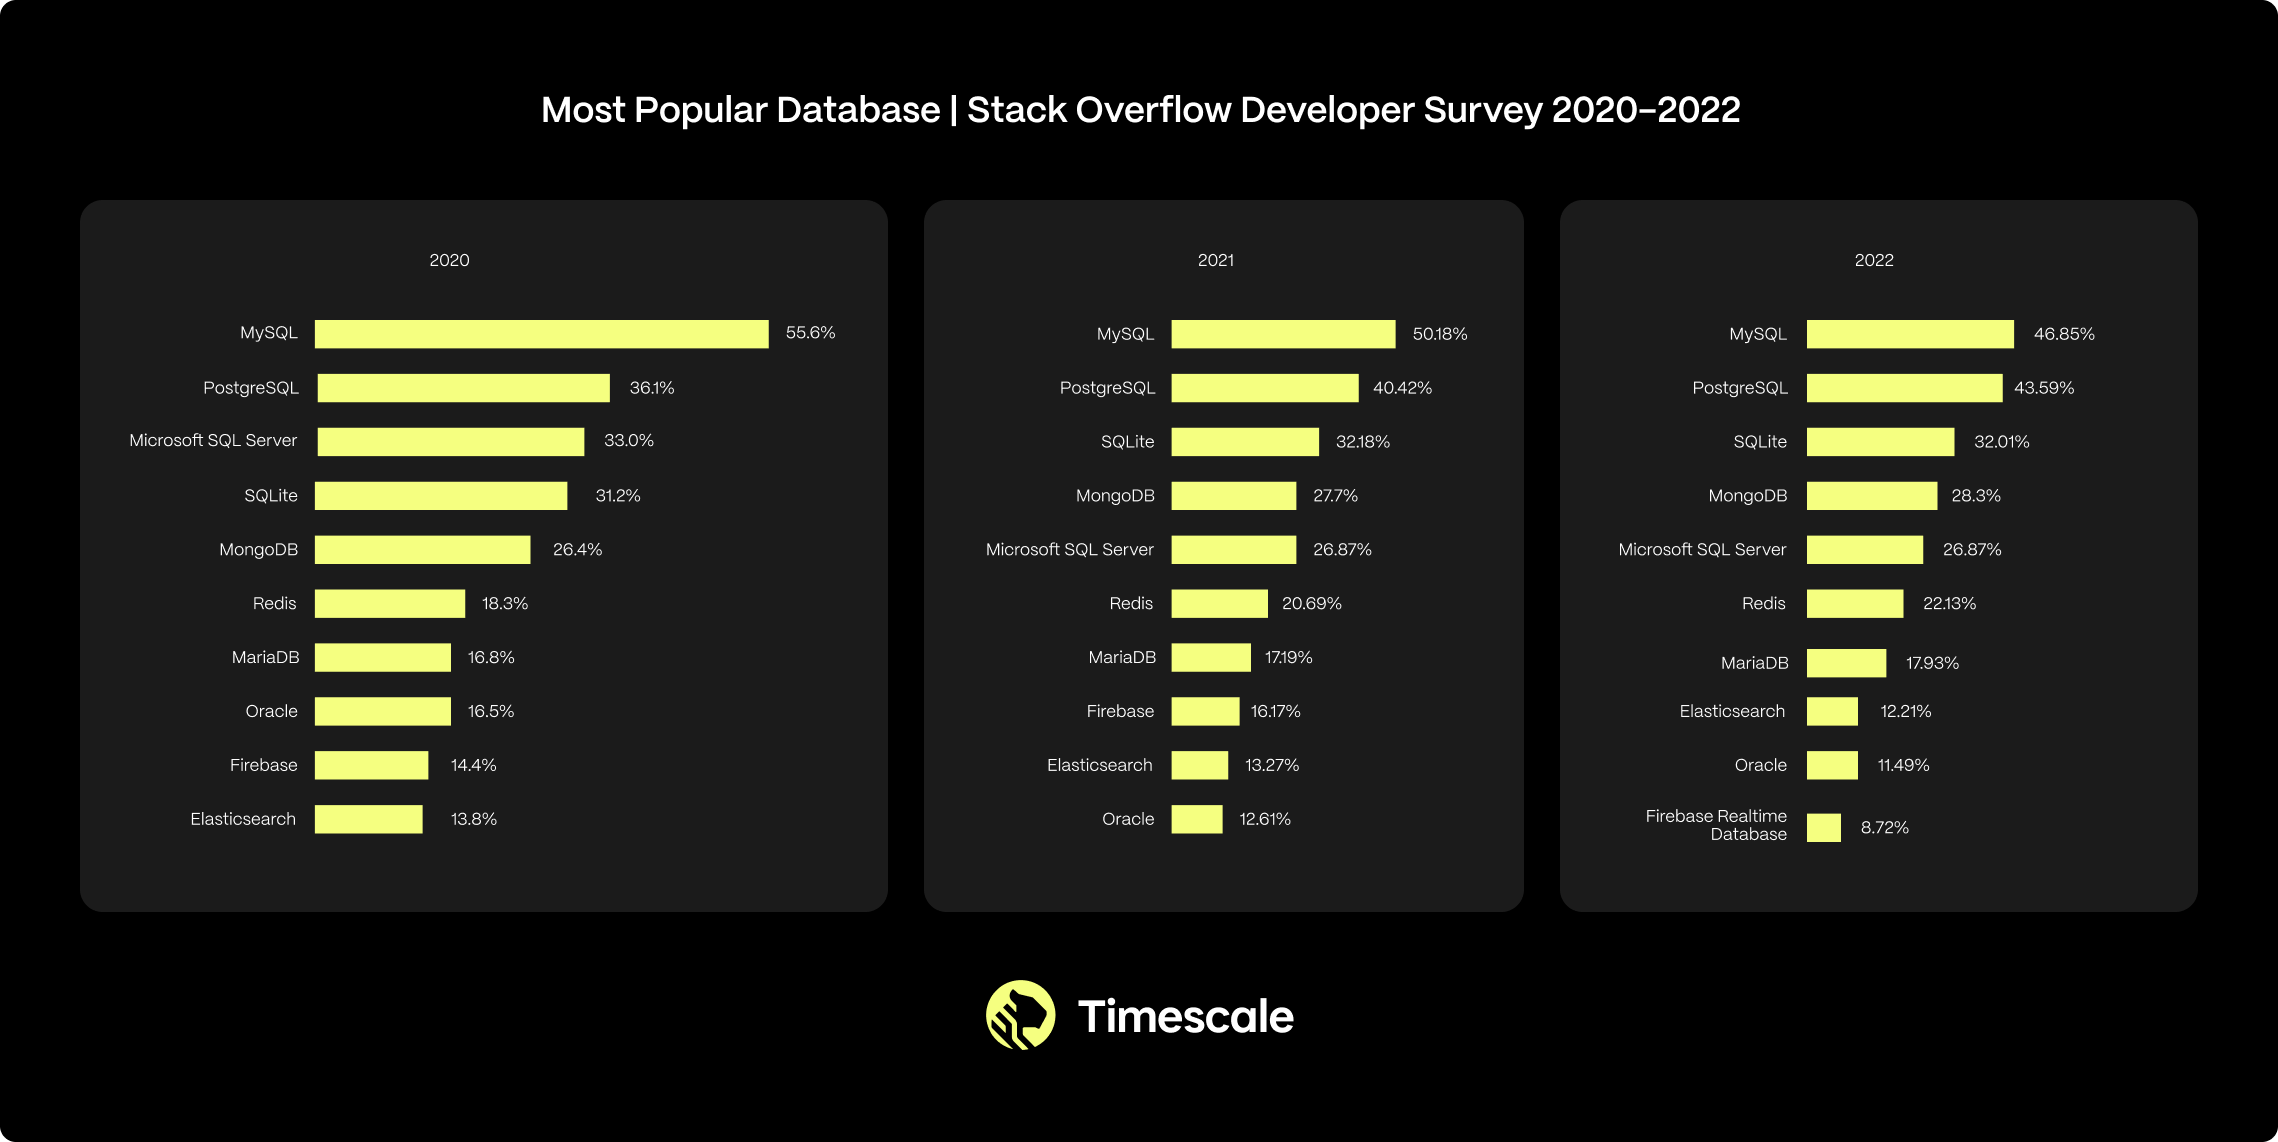 Most Popular Database | Stack Overflow Developer Survey 2020–2022
2020
MySQL 55.6%
PostgreSQL 36.1%
Microsoft SQL Server 33.0%
SQLite 31.2%
MongoDB 26.4%
Redis 18.3%
MariaDB 16.8%
Oracle 16.5%
Firebase 14.4%
Elasticsearch 13.8%
2021
MySQL 50.18%
PostgreSQL 40.42%
SQLite 32.18%
MongoDB 27.7%
Microsoft SQL Server 26.87%
Redis 20.69%
MariaDB 17.19%
Firebase 16.17%
Elasticsearch 13.27%
Oracle 12.61%
2022
MySQL 46.85%
PostgreSQL 43.59%
SQLite 32.01%
MongoDB 28.3%
Microsoft SQL Server 26.87%
Redis 22.13%
MariaDB 17.93%
Elasticsearch 12.21%
Oracle 11.49%
Firebase Realtime
Database 8.72%
Timescale